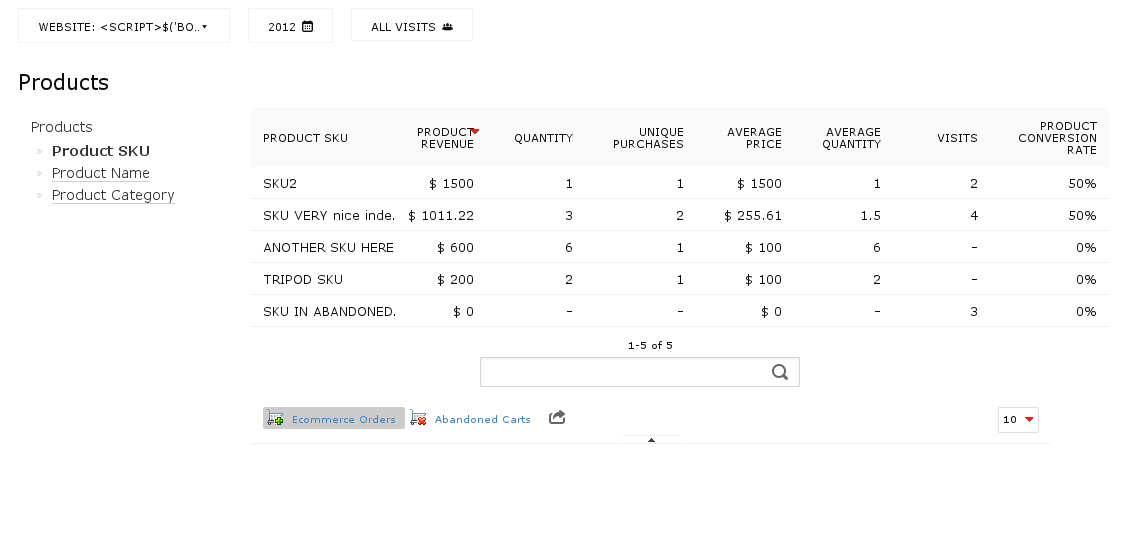 WEBSITE: <SCRIPT>$('BO..
2012
ALL VISITS
Products
Products
Product SKU
Product Name
Product Category
PRODUCT SKU PRODUCT REVENUE QUANTITY UNIQUE PURCHASES AVERAGE PRICE AVERAGE QUANTITY VISITS PRODUCT CONVERSION RATE
SKU2 $ 1500 1 1 $ 1500 1 2 50%
SKU VERY nice inde. $ 1011.22 3 2 $ 255.61 1.5 4 50%
ANOTHER SKU HERE $ 600 6 1 $ 100 6 - 0%
TRIPOD SKU $ 200 2 1 $ 100 2 - 0%
SKU IN ABANDONED. $ 0 - - $ 0 - 3 0%
1-5 of 5
Ecommerce Orders Abandoned Carts 10